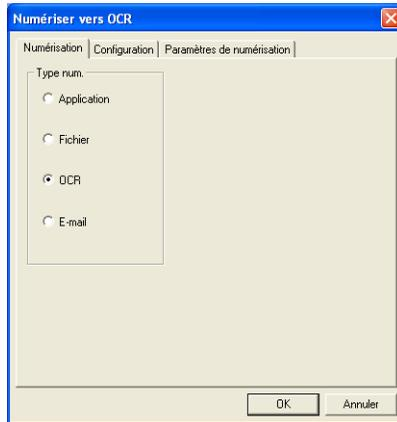 Numériser vers OCR
Numérisation Configuration Paramètres de numérisation
Type num.
Application
Fichier
OCR
E-mail
OK Annuler